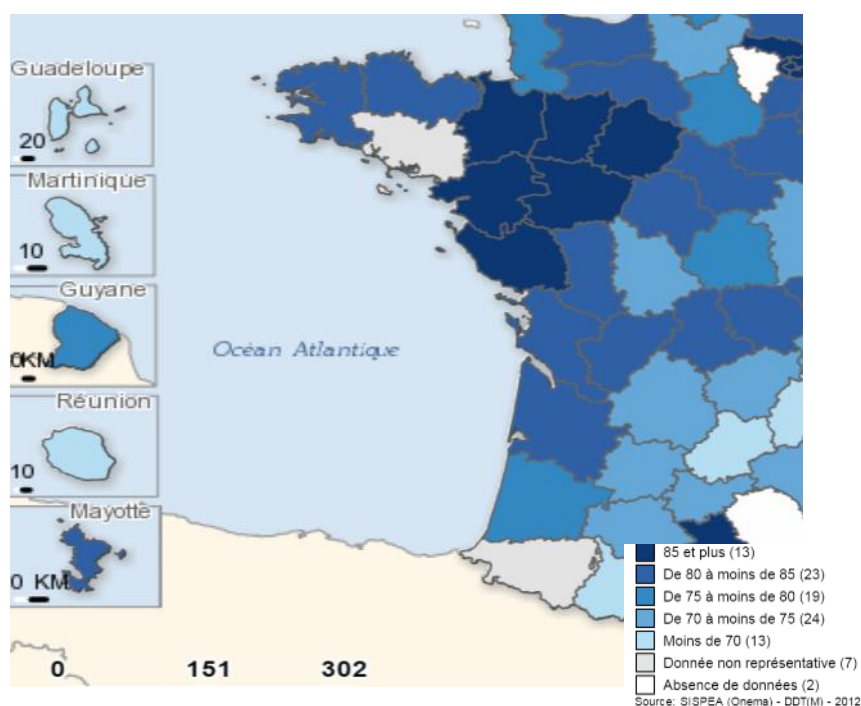 Guadeloupe
20
Martinique
10
Guyane
0KM
Océan Atlantique
Réunion
10
Mayotte
0 KM
0 151 302
85 et plus (13)
De 80 à moins de 85 (23)
De 75 à moins de 80 (19)
De 70 à moins de 75 (24)
Moins de 70 (13)
Donnée non représentative (7)
Absence de données (2)
Source: SISPEA (Onema) - DDT(M) - 2012